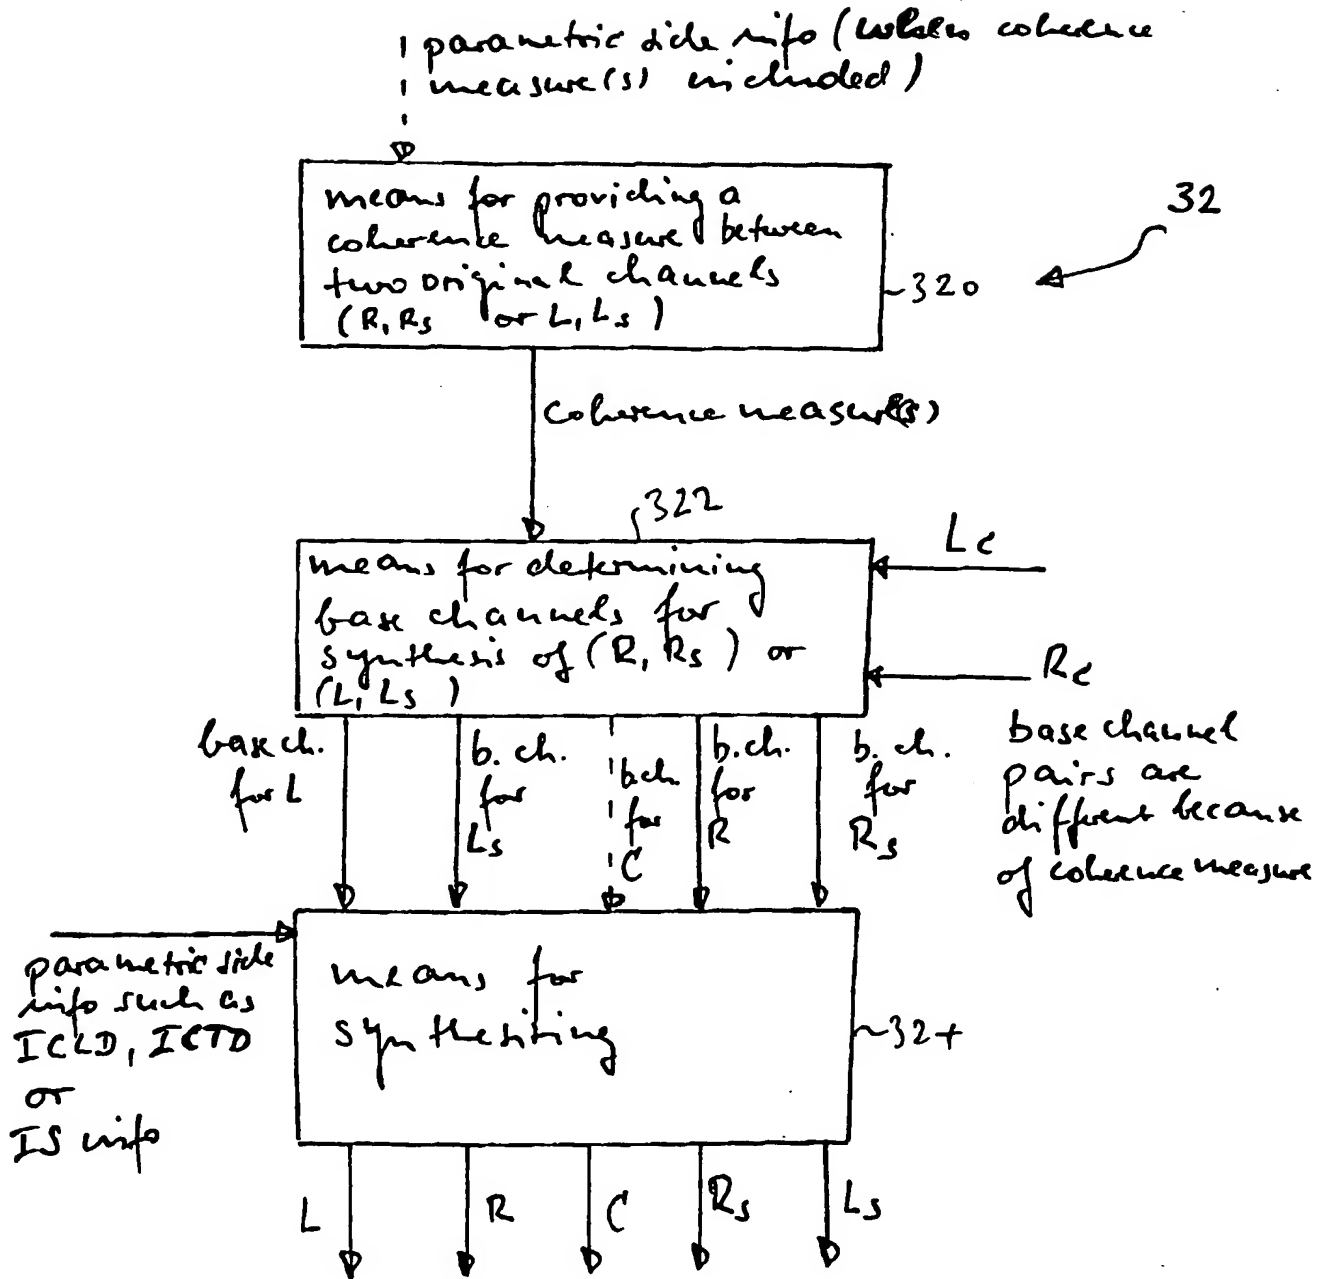 parametric side info (when coherence
measure(s) included)
means for providing a
coherence measure between
two original channels
(R, Rs or L, Ls)
320
32
coherence measure(s)
322
means for determining
base channels for
synthesis of (R, Rs) or
(L, Ls)
Lc
Rc
base ch.
for L
b. ch.
for
Ls
b.ch.
for
C
b.ch.
for
R
b. ch.
for
Rs
base channel
pairs are
different because
of coherence measure
parametric side
info such as
ICLD, ICTD
or
IS info
means for
synthesizing
324
L
R
C
Rs
Ls